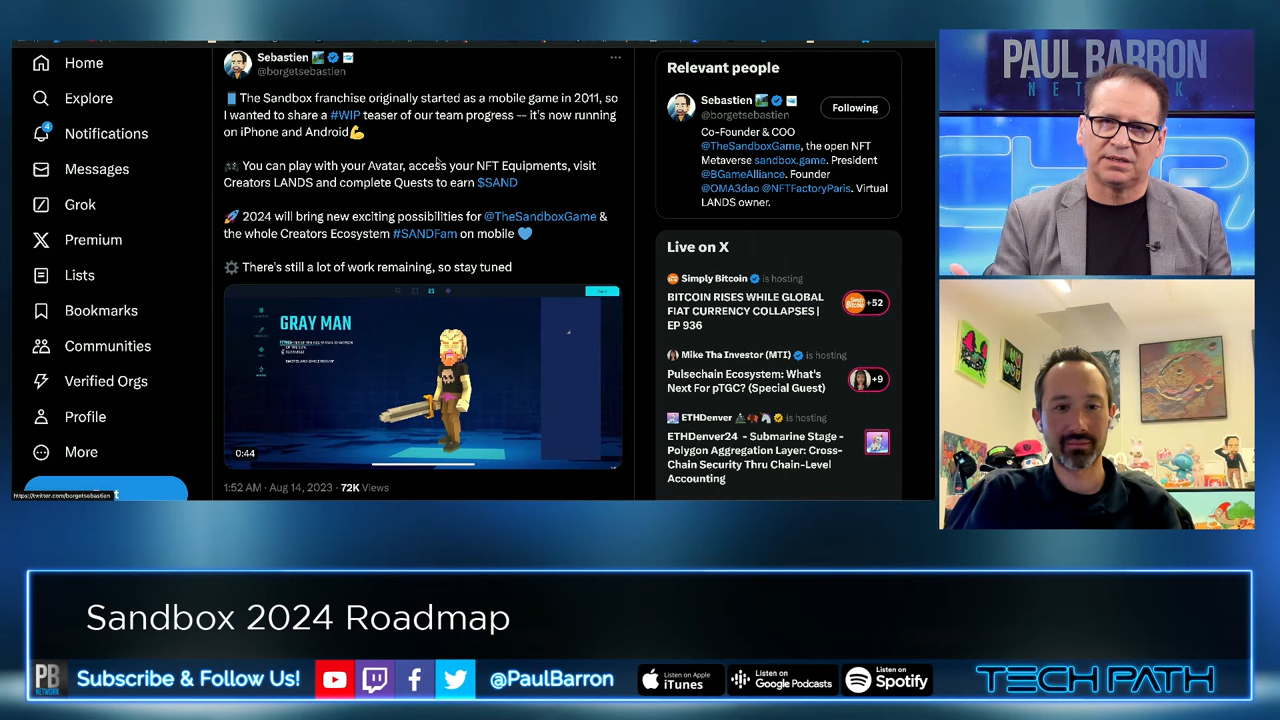 Home
Explore
4
Notifications
Messages
Grok
Premium
Lists
Bookmarks
Communities
Verified Orgs
Profile
More
https://twitter.com/borgetsebastien
Sebastien
@borgetsebastien
The Sandbox franchise originally started as a mobile game in 2011, so
I wanted to share a #WIP teaser of our team progress -- it's now running
on iPhone and Android
You can play with your Avatar, access your NFT Equipments, visit
Creators LANDS and complete Quests to earn $SAND
2024 will bring new exciting possibilities for @TheSandboxGame &
the whole Creators Ecosystem #SANDFam on mobile
There's still a lot of work remaining, so stay tuned
GRAY MAN
0:44
1:52 AM · Aug 14, 2023 · 72K Views
Relevant people
Sebastien
@borgetsebastien
Following
Co-Founder & COO
@TheSandboxGame, the open NFT
Metaverse sandbox.game. President
@BGameAlliance. Founder
@OMA3dao @NFTFactoryParis. Virtual
LANDS owner.
Live on X
Simply Bitcoin is hosting
BITCOIN RISES WHILE GLOBAL
FIAT CURRENCY COLLAPSES |
EP 936
+52
Mike Tha Investor (MTI) is hosting
Pulsechain Ecosystem: What's
Next For pTGC? (Special Guest)
+9
ETHDenver is hosting
ETHDenver24 - Submarine Stage -
Polygon Aggregation Layer: Cross-
Chain Security Thru Chain-Level
Accounting
PAUL BARRON
NETWORK
Sandbox 2024 Roadmap
PB
NETWORK
Subscribe & Follow Us!
@PaulBarron
Listen on Apple
iTunes
Listen on
Google Podcasts
Listen on
Spotify
TECH PATH